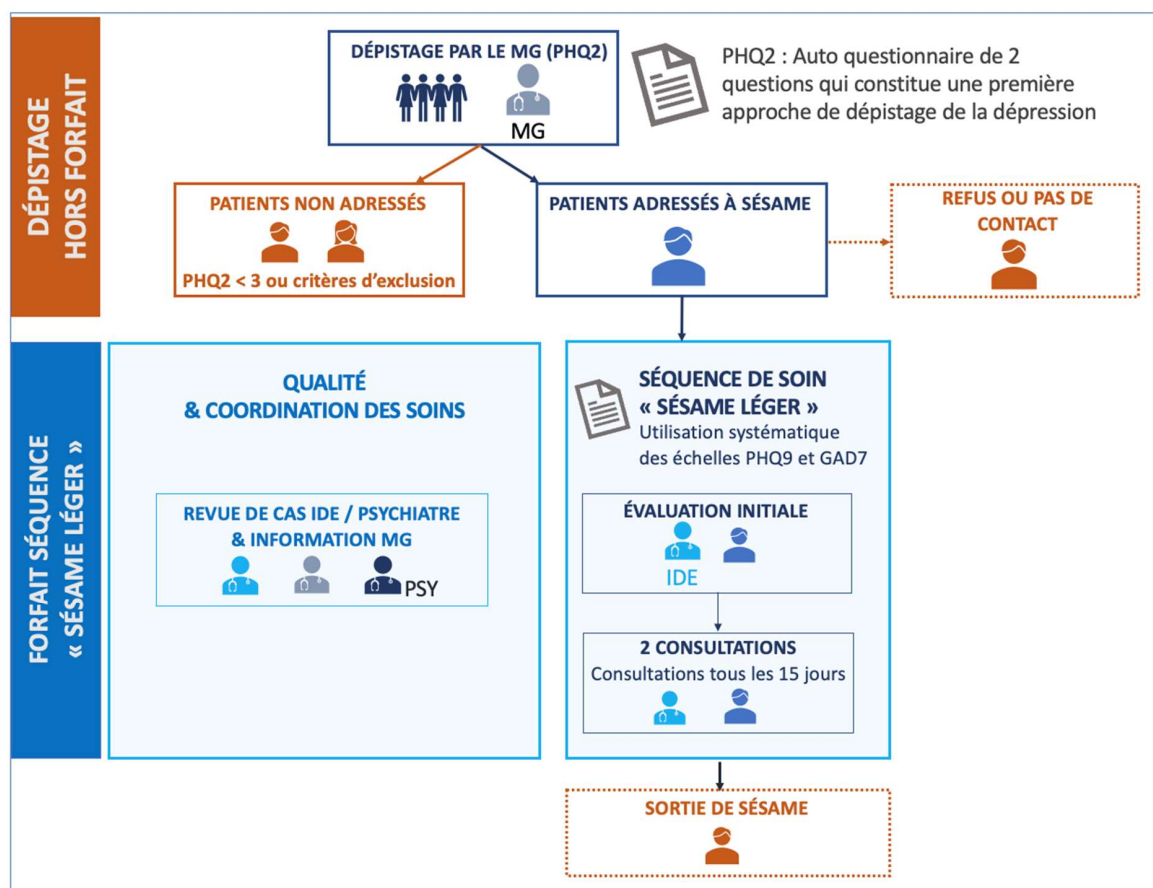 DÉPISTAGE
HORS FORFAIT
DÉPISTAGE PAR LE MG (PHQ2)
MG
PHQ2 : Auto questionnaire de 2
questions qui constitue une première
approche de dépistage de la dépression
PATIENTS NON ADRESSÉS
PHQ2 < 3 ou critères d’exclusion
PATIENTS ADRESSÉS À SÉSAME
REFUS OU PAS DE
CONTACT
FORFAIT SÉQUENCE
« SÉSAME LÉGER »
QUALITÉ
& COORDINATION DES SOINS
REVUE DE CAS IDE / PSYCHIATRE
& INFORMATION MG
PSY
SÉQUENCE DE SOIN
« SÉSAME LÉGER »
Utilisation systématique
des échelles PHQ9 et GAD7
ÉVALUATION INITIALE
IDE
2 CONSULTATIONS
Consultations tous les 15 jours
SORTIE DE SÉSAME